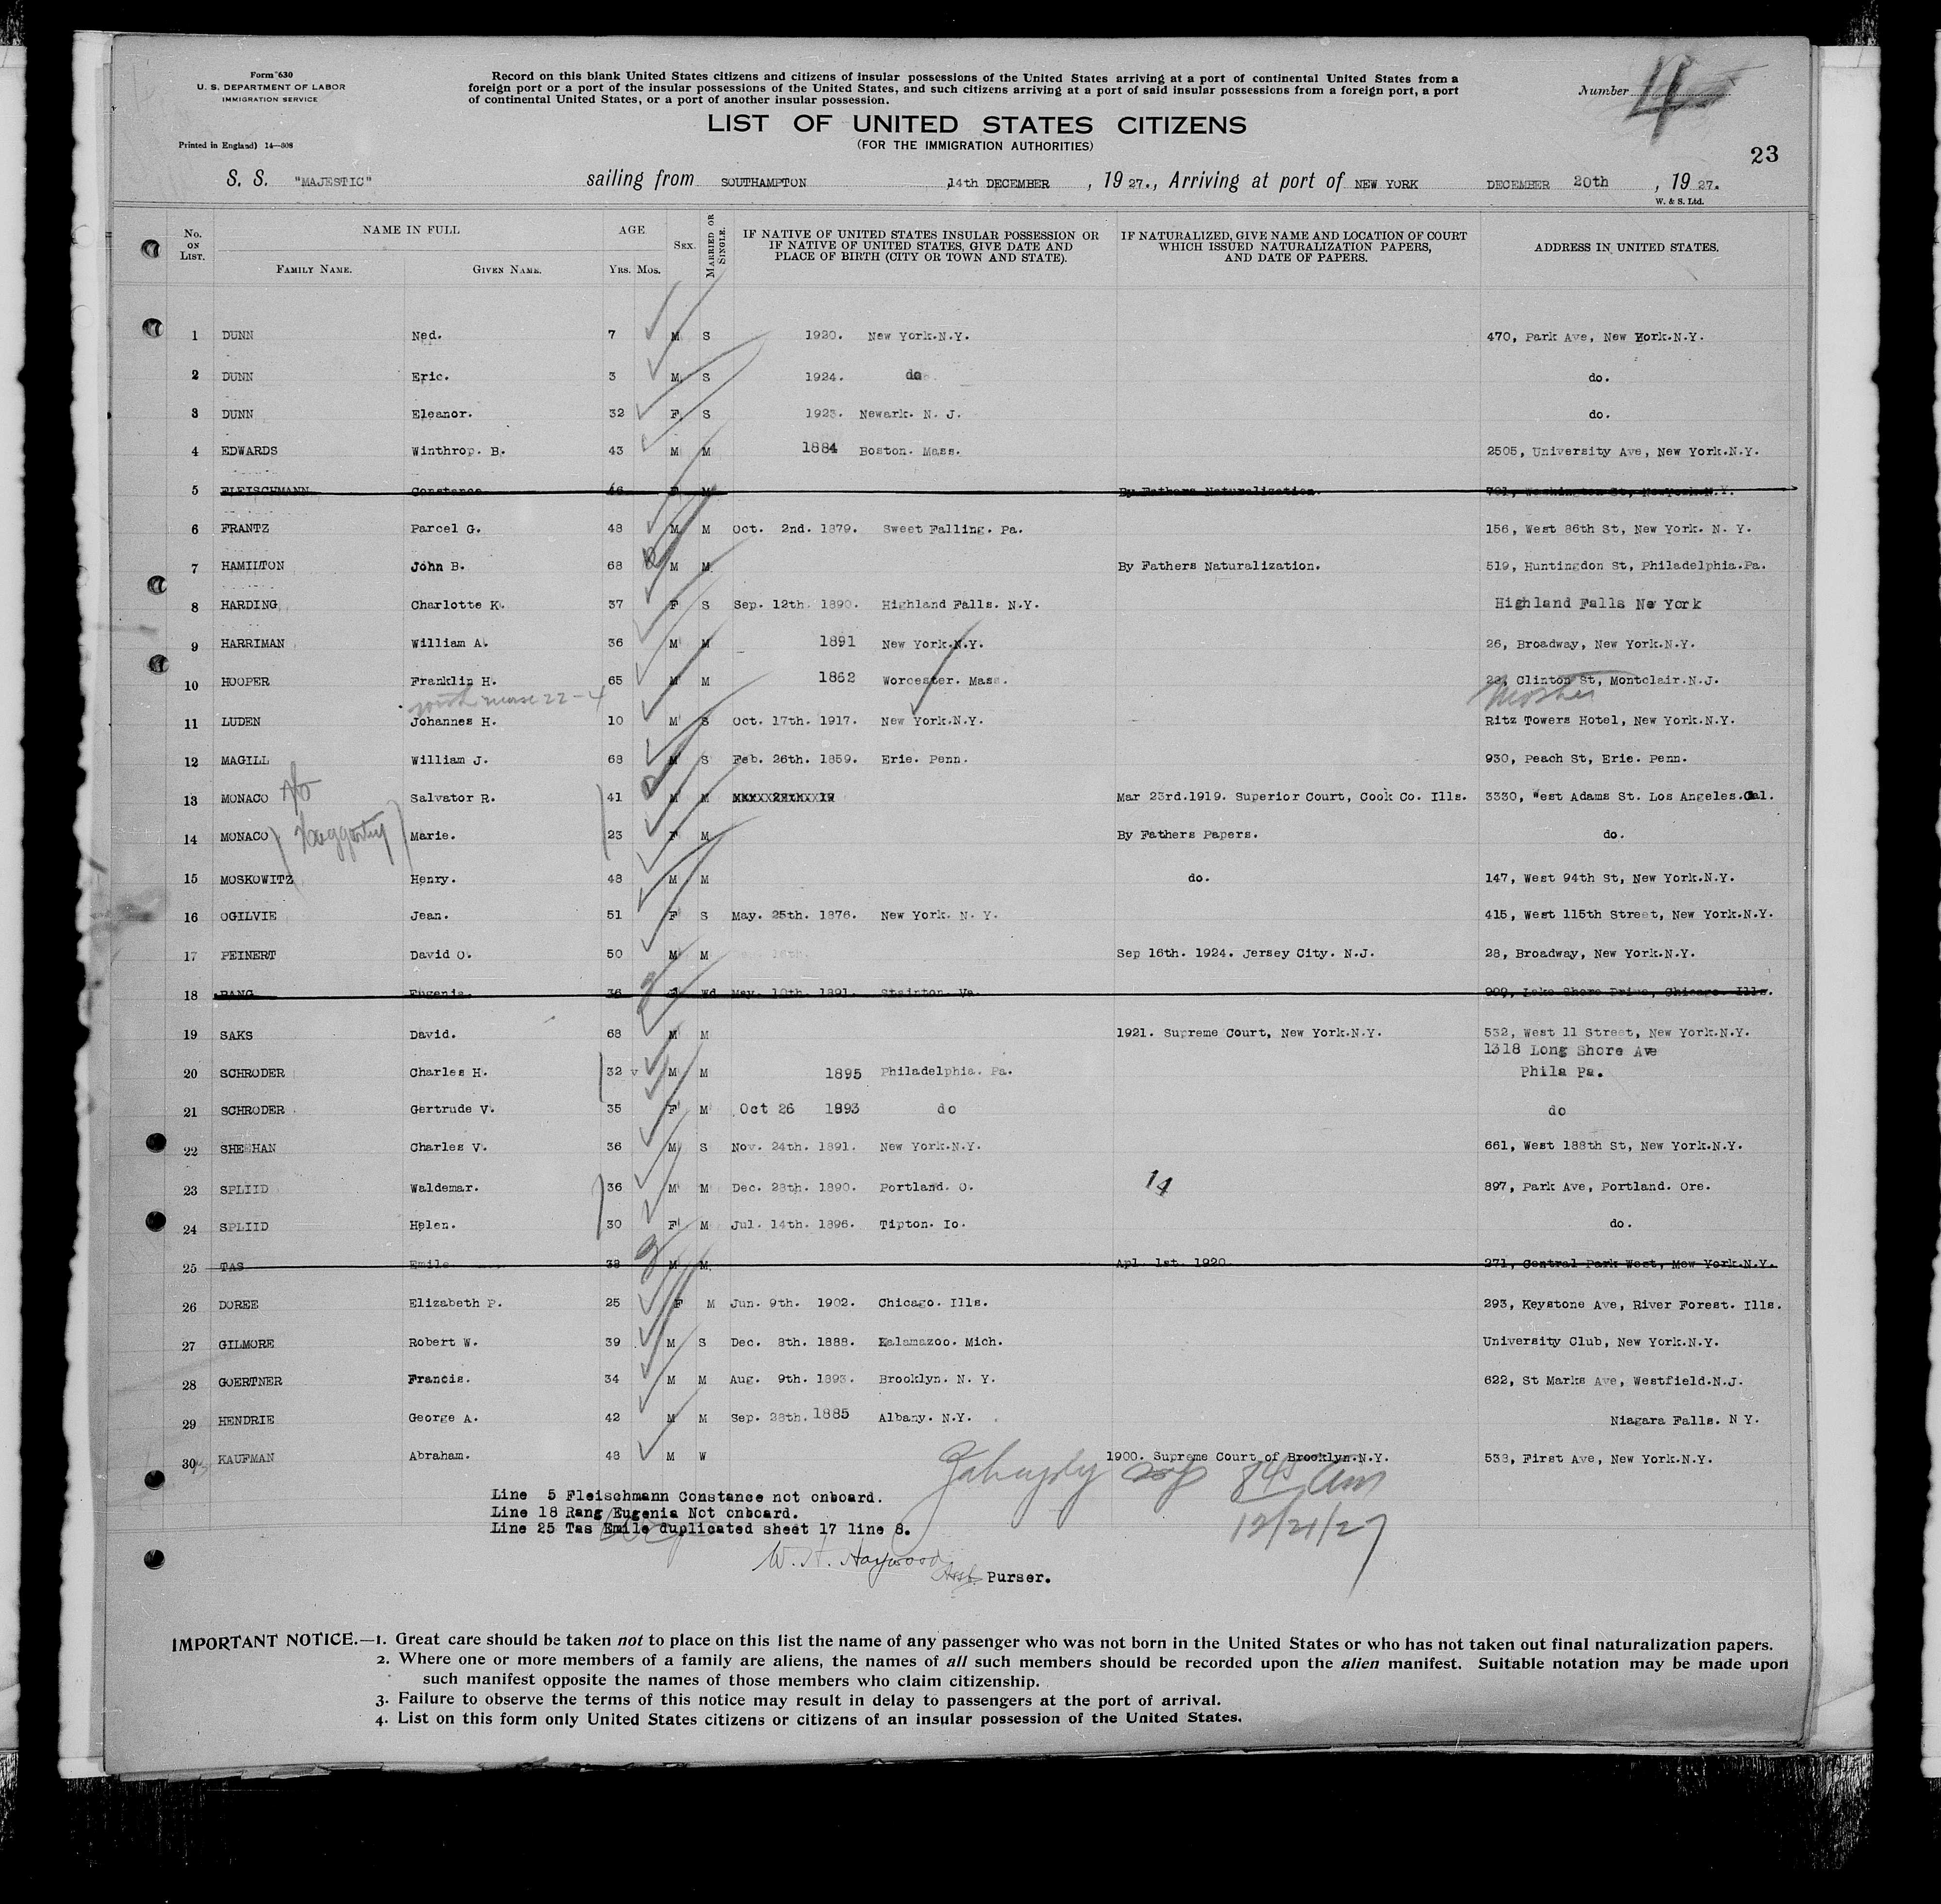 Form 630
U. S. DEPARTMENT OF LABOR
IMMIGRATION SERVICE
Printed in England) 14—808
Record on this blank United States citizens and citizens of insular possessions of the United States arriving at a port of continental United States from a
foreign port or a port of the insular possessions of the United States, and such citizens arriving at a port of said insular possessions from a foreign port, a port
of continental United States, or a port of another insular possession.
Number 4
LIST OF UNITED STATES CITIZENS
(FOR THE IMMIGRATION AUTHORITIES)
23
S. S. "MAJESTIC" sailing from SOUTHAMPTON 14th DECEMBER, 19 27., Arriving at port of NEW YORK DECEMBER 20th, 19 27.
W. & S. Ltd.
No. ON LIST. NAME IN FULL FAMILY NAME. GIVEN NAME. AGE YRS. MOS. SEX. MARRIED OR SINGLE. IF NATIVE OF UNITED STATES INSULAR POSSESSION OR IF NATIVE OF UNITED STATES, GIVE DATE AND PLACE OF BIRTH (CITY OR TOWN AND STATE). IF NATURALIZED, GIVE NAME AND LOCATION OF COURT WHICH ISSUED NATURALIZATION PAPERS, AND DATE OF PAPERS. ADDRESS IN UNITED STATES.
1 DUNN Ned. 7 M S 1920. New York.N.Y. 470, Park Ave, New York.N.Y.
2 DUNN Eric. 3 M S 1924. do do.
3 DUNN Eleanor. 32 F S 1923. Newark. N. J. do.
4 EDWARDS Winthrop. B. 43 M M 1884 Boston. Mass. 2505, University Ave, New York.N.Y.
5 FLEISCHMANN Constance 46 F M By Fathers Naturalization. 701, Washington St, NewYork.N.Y.
6 FRANTZ Parcel G. 48 M M Oct. 2nd. 1879. Sweet Falling. Pa. 156, West 86th St, New York. N. Y.
7 HAMILTON John B. 68 M M By Fathers Naturalization. 519, Huntingdon St, Philadelphia.Pa.
8 HARDING Charlotte K. 37 F S Sep. 12th. 1890. Highland Falls. N.Y. Highland Falls Ne York
9 HARRIMAN William A. 36 M M 1891 New York.N.Y. 26, Broadway, New York.N.Y.
10 HOOPER Franklin H. 65 M M 1862 Worcester. Mass. 28, Clinton St, Montclair.N.J.
with nurse 22-4 Mother
11 LUDEN Johannes H. 10 M S Oct. 17th. 1917. New York.N.Y. Ritz Towers Hotel, New York.N.Y.
12 MAGILL William J. 68 M S Feb. 26th. 1859. Erie. Penn. 930, Peach St, Erie. Penn.
13 MONACO Salvator R. 41 M M Mar 23rd.1919. Superior Court, Cook Co. Ills. 3330, West Adams St. Los Angeles.Cal.
14 MONACO Marie. 23 F M By Fathers Papers. do.
15 MOSKOWITZ Henry. 48 M M do. 147, West 94th St, New York.N.Y.
16 OGILVIE Jean. 51 F S May. 25th. 1876. New York. N. Y. 415, West 115th Street, New York.N.Y.
17 PEINERT David O. 50 M M Sep 16th. 1924. Jersey City. N.J. 28, Broadway, New York.N.Y.
18 RANG Eugenia 36 F Wd May. 10th 1891. Stainton Va. 909, Lake Shore Drive, Chicago. Ills.
19 SAKS David. 68 M M 1921. Supreme Court, New York.N.Y. 532, West 11 Street, New York.N.Y.
1318 Long Shore Ave
20 SCHRODER Charles H. 32 M M 1895 Philadelphia. Pa. Phila Pa.
21 SCHRODER Gertrude V. 35 F M Oct 26 1893 do do
22 SHEEHAN Charles V. 36 M S Nov. 24th. 1891. New York.N.Y. 661, West 188th St, New York.N.Y.
23 SPLIID Waldemar. 36 M M Dec. 28th. 1890. Portland. O. 14 897, Park Ave, Portland. Ore.
24 SPLIID Helen. 30 F M Jul. 14th. 1896. Tipton. Io. do.
25 TAS Emile 38 M M Apl 1st 1920 271, Central Park West, Mew York.N.Y.
26 DOREE Elizabeth P. 25 F M Jun. 9th. 1902. Chicago. Ills. 293, Keystone Ave, River Forest. Ills.
27 GILMORE Robert W. 39 M S Dec. 8th. 1888. Kalamazoo. Mich. University Club, New York.N.Y.
28 GOERTNER Francis. 34 M M Aug. 9th. 1893. Brooklyn. N. Y. 622, St Marks Ave, Westfield.N.J.
29 HENDRIE George A. 42 M M Sep. 28th. 1885 Albany. N.Y. Niagara Falls. N Y.
30 KAUFMAN Abraham. 48 M W 1900. Supreme Court of Brooklyn.N.Y. 538, First Ave, New York.N.Y.
Line 5 Fleischmann Constance not onboard.
Line 18 Rang Eugenia Not onboard.
Line 25 Tas Emile duplicated sheet 17 line 8.
12/21/27
W. H. Haywood
Asst. Purser.
IMPORTANT NOTICE.—1. Great care should be taken not to place on this list the name of any passenger who was not born in the United States or who has not taken out final naturalization papers.
2. Where one or more members of a family are aliens, the names of all such members should be recorded upon the alien manifest. Suitable notation may be made upon
such manifest opposite the names of those members who claim citizenship.
3. Failure to observe the terms of this notice may result in delay to passengers at the port of arrival.
4. List on this form only United States citizens or citizens of an insular possession of the United States.